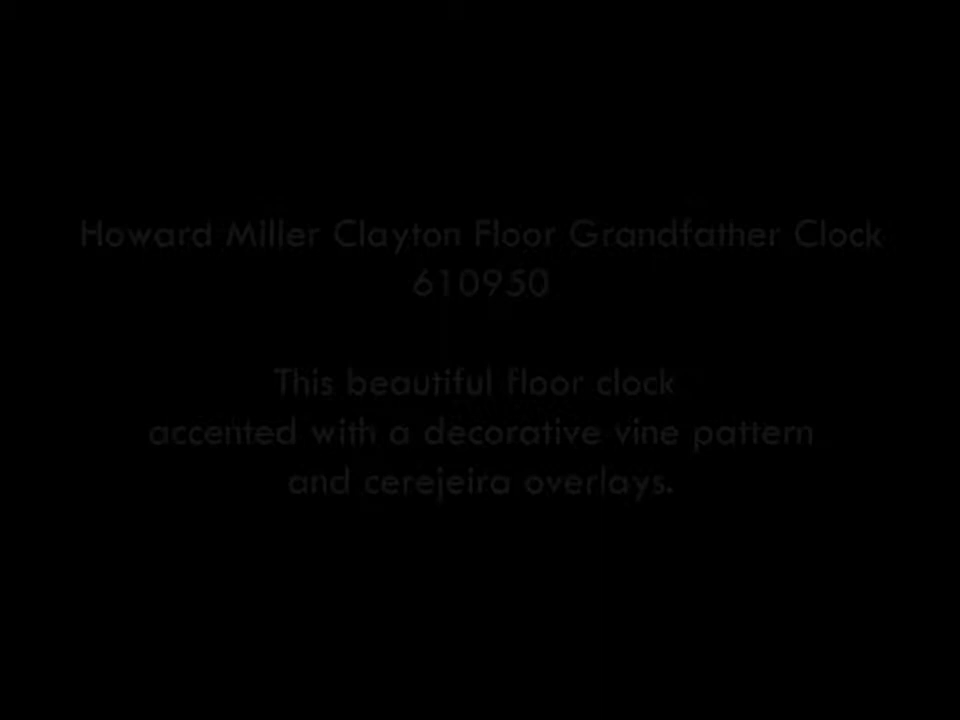 Howard Miller Clayton Floor Grandfather Clock
610950
This beautiful floor clock
accented with a decorative vine pattern
and cerejeira overlays.